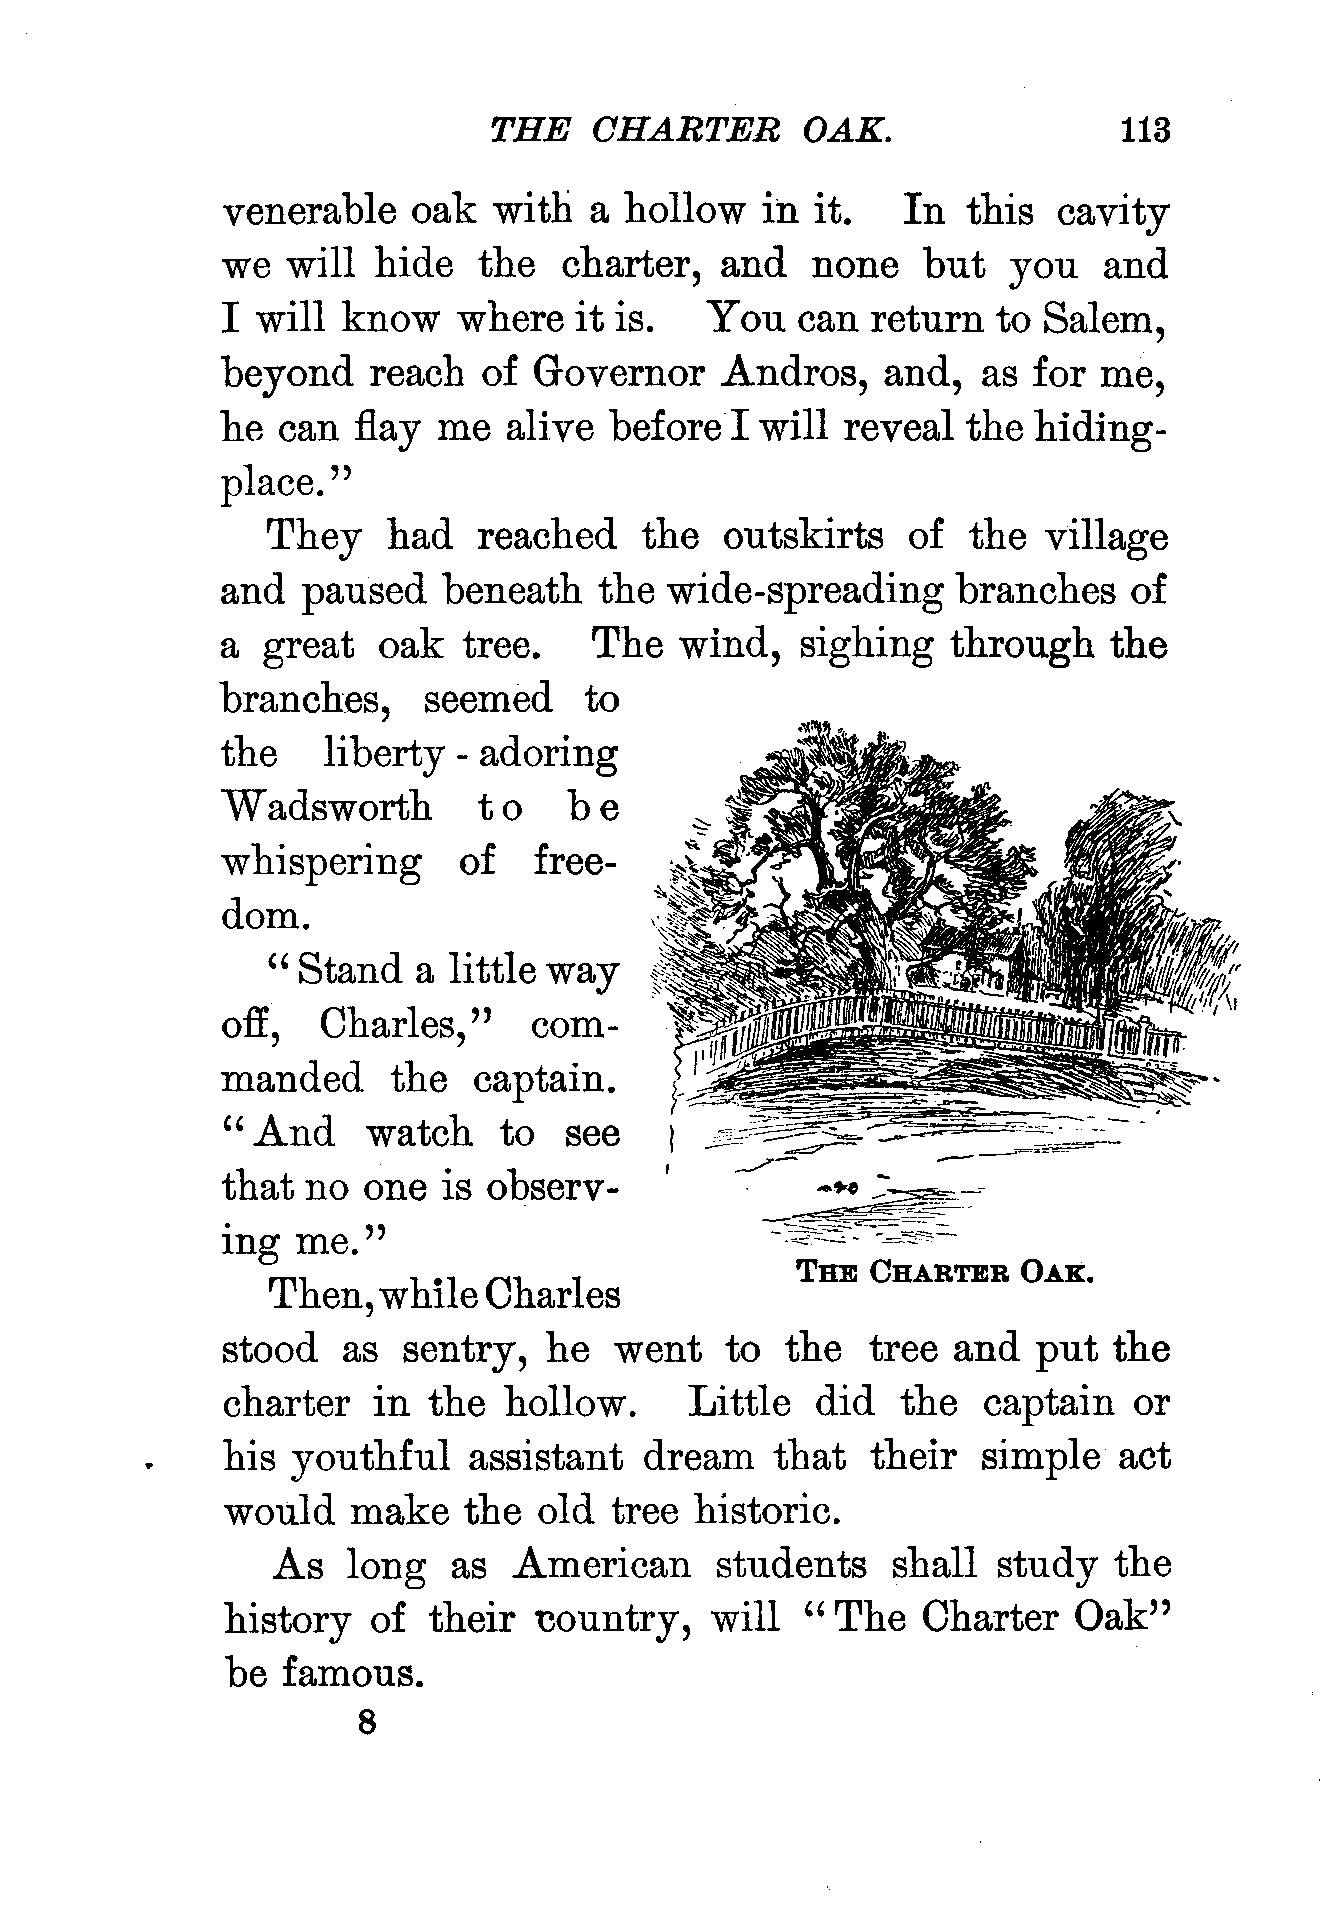 THE CHARTER OAK. 113
venerable oak with a hollow in it. In this cavity
we will hide the charter, and none but you and
I will know where it is. You can return to Salem,
beyond reach of Governor Andros, and, as for me,
he can flay me alive before I will reveal the hiding-
place."
They had reached the outskirts of the village
and paused beneath the wide-spreading branches of
a great oak tree. The wind, sighing through the
branches, seemed to
the liberty-adoring
Wadsworth to be
whispering of free-
dom.
"Stand a little way
off, Charles," com-
manded the captain.
"And watch to see
that no one is observ-
ing me."
Then, while Charles
THE CHARTER OAK.
stood as sentry, he went to the tree and put the
charter in the hollow. Little did the captain or
his youthful assistant dream that their simple act
would make the old tree historic.
As long as American students shall study the
history of their country, will "The Charter Oak"
be famous.
8